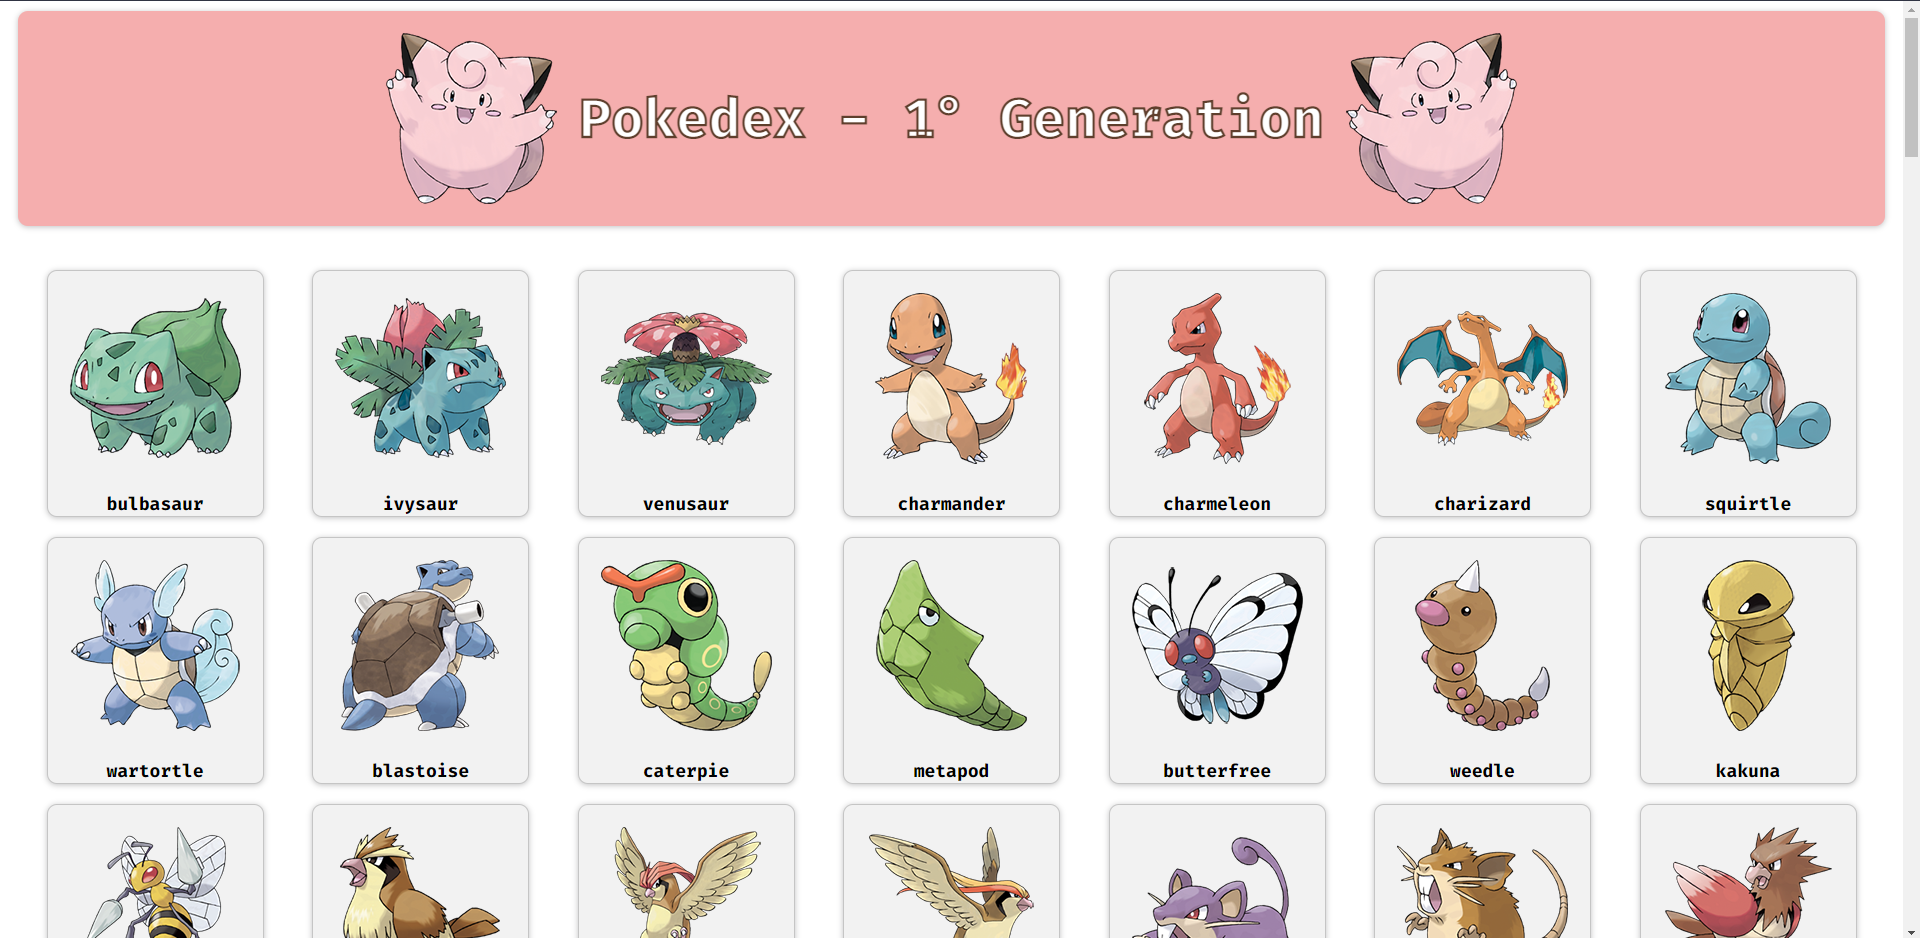 Pokedex - 1° Generation
bulbasaur
ivysaur
venusaur
charmander
charmeleon
charizard
squirtle
wartortle
blastoise
caterpie
metapod
butterfree
weedle
kakuna